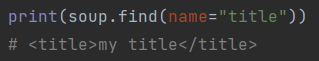 print(soup.find(name="title"))
# <title>my title</title>